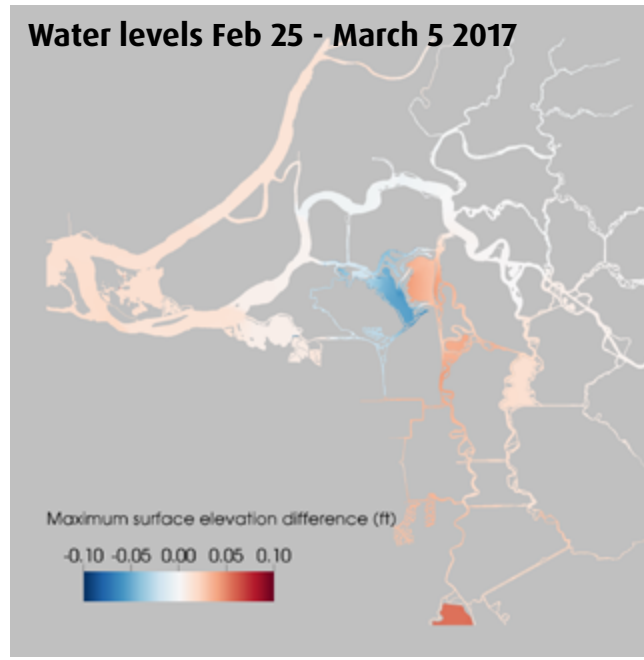 Water levels Feb 25 - March 5 2017
Maximum surface elevation difference (ft)
-0.10 -0.05 0.00 0.05 0.10